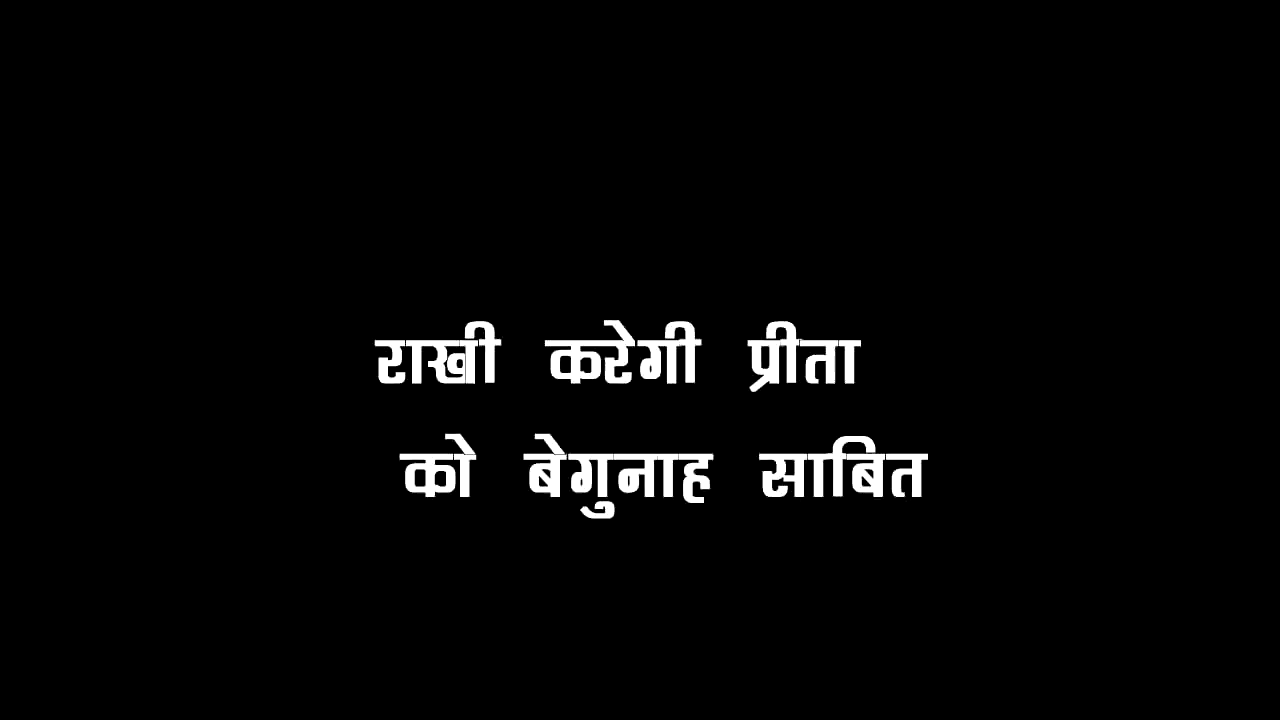 राखी करेगी प्रीता
को बेगुनाह साबित